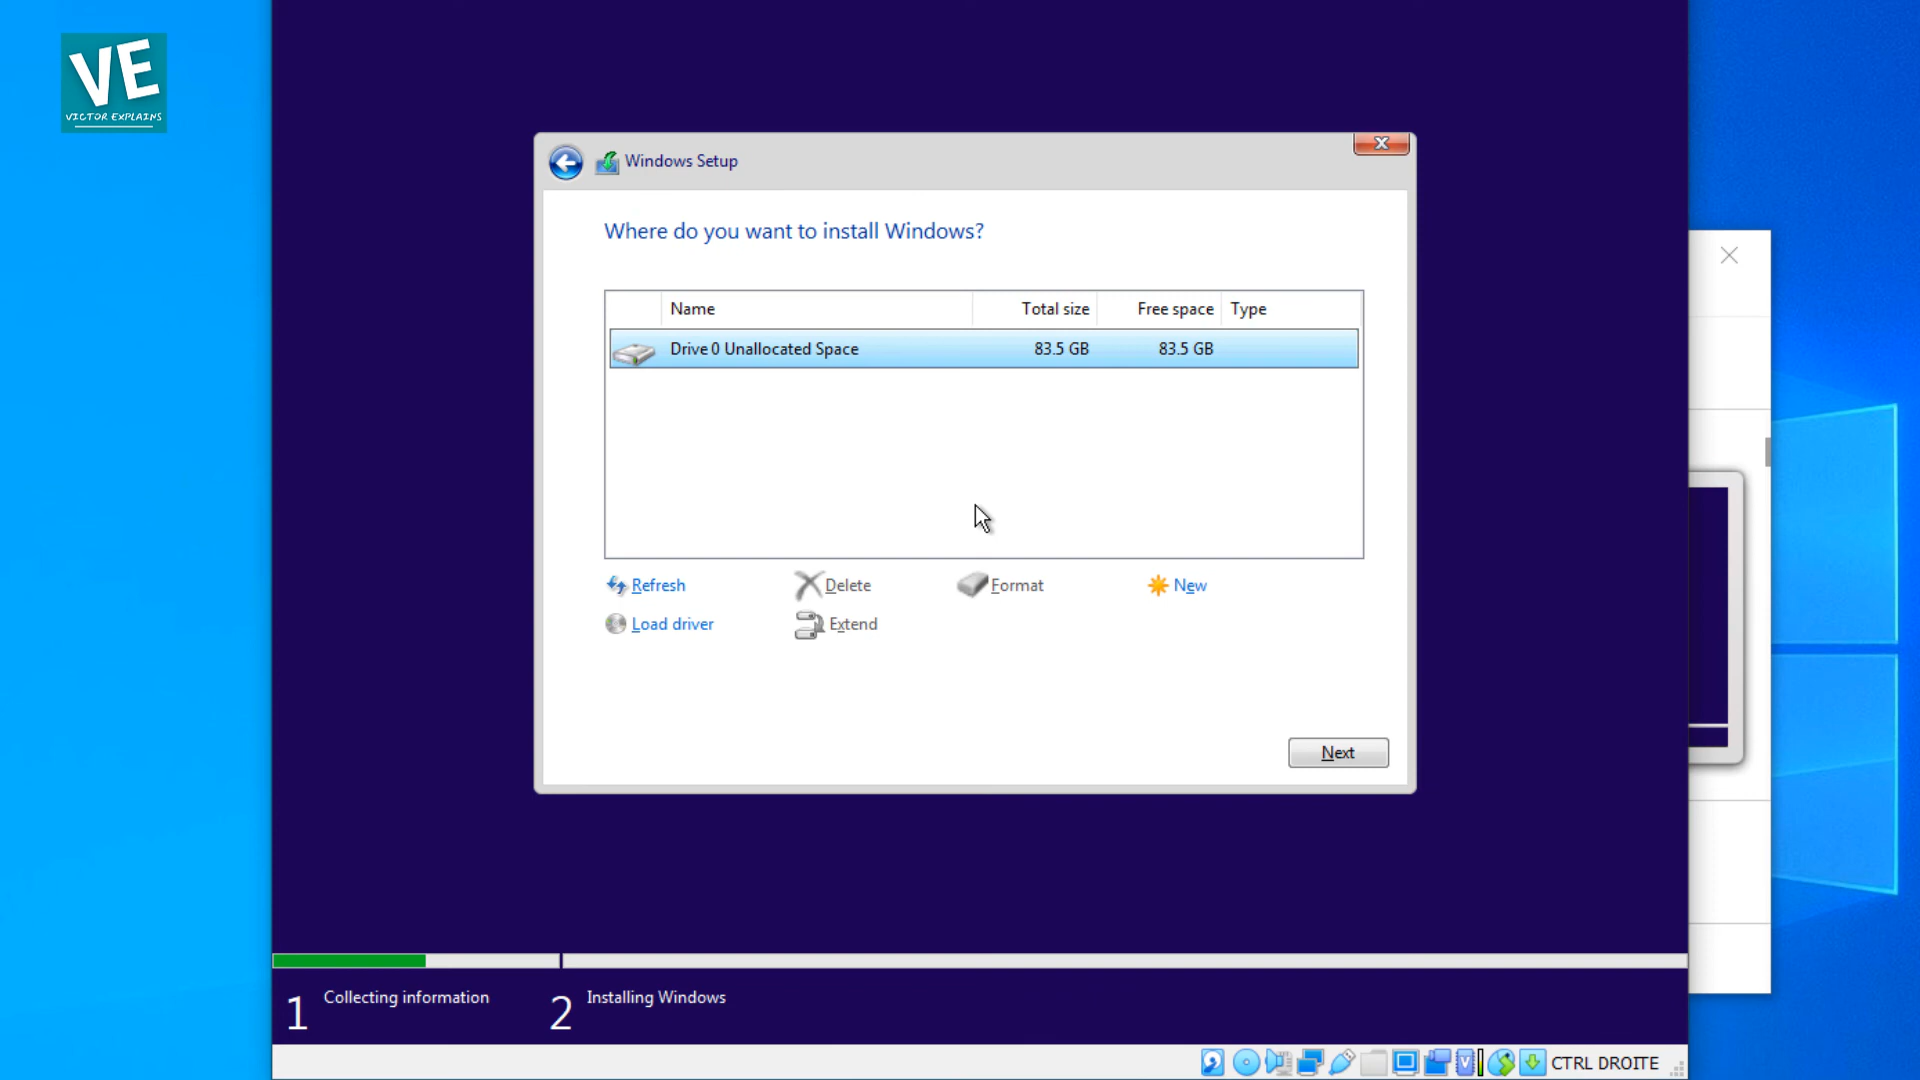 VE
VICTOR EXPLAINS
Windows Setup
Where do you want to install Windows?
Name Total size Free space Type
Drive 0 Unallocated Space 83.5 GB 83.5 GB
Refresh Delete Format New
Load driver Extend
Next
1 Collecting information 2 Installing Windows
CTRL DROITE